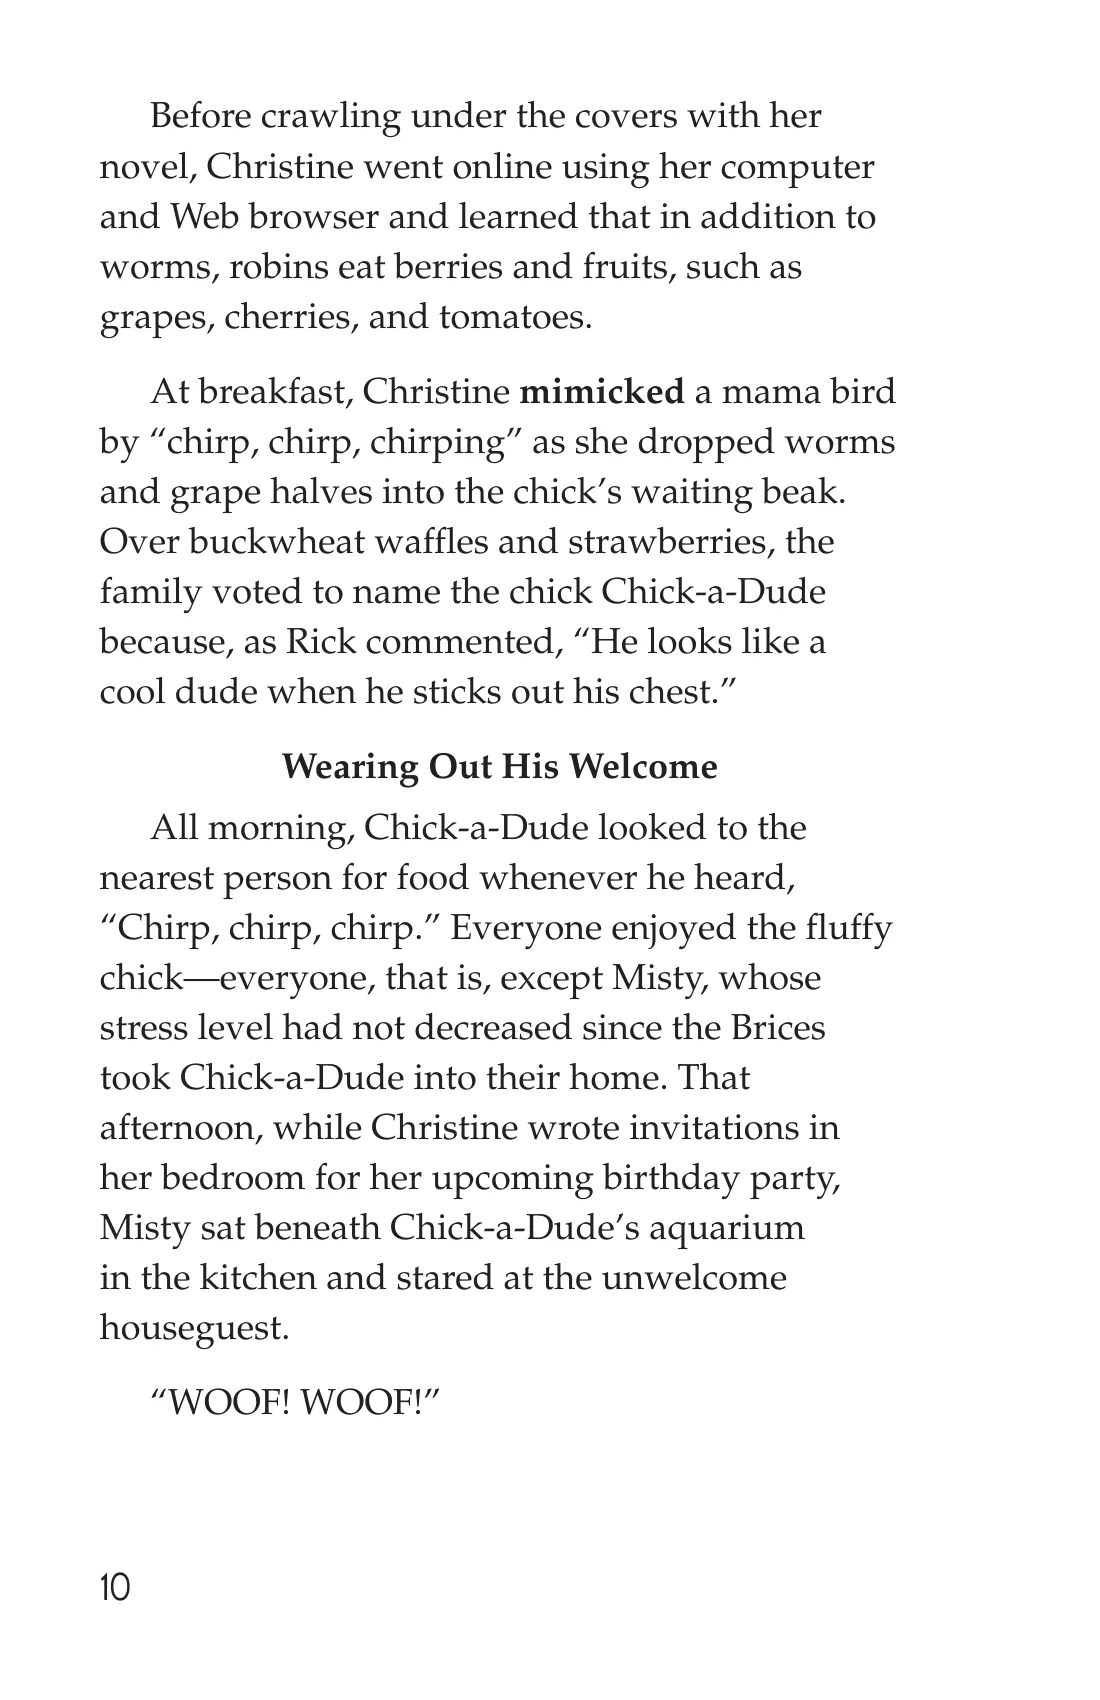 Before crawling under the covers with her
novel, Christine went online using her computer
and Web browser and learned that in addition to
worms, robins eat berries and fruits, such as
grapes, cherries, and tomatoes.
At breakfast, Christine mimicked a mama bird
by “chirp, chirp, chirping” as she dropped worms
and grape halves into the chick’s waiting beak.
Over buckwheat waffles and strawberries, the
family voted to name the chick Chick-a-Dude
because, as Rick commented, “He looks like a
cool dude when he sticks out his chest.”
Wearing Out His Welcome
All morning, Chick-a-Dude looked to the
nearest person for food whenever he heard,
“Chirp, chirp, chirp.” Everyone enjoyed the fluffy
chick—everyone, that is, except Misty, whose
stress level had not decreased since the Brices
took Chick-a-Dude into their home. That
afternoon, while Christine wrote invitations in
her bedroom for her upcoming birthday party,
Misty sat beneath Chick-a-Dude’s aquarium
in the kitchen and stared at the unwelcome
houseguest.
“WOOF! WOOF!”
10